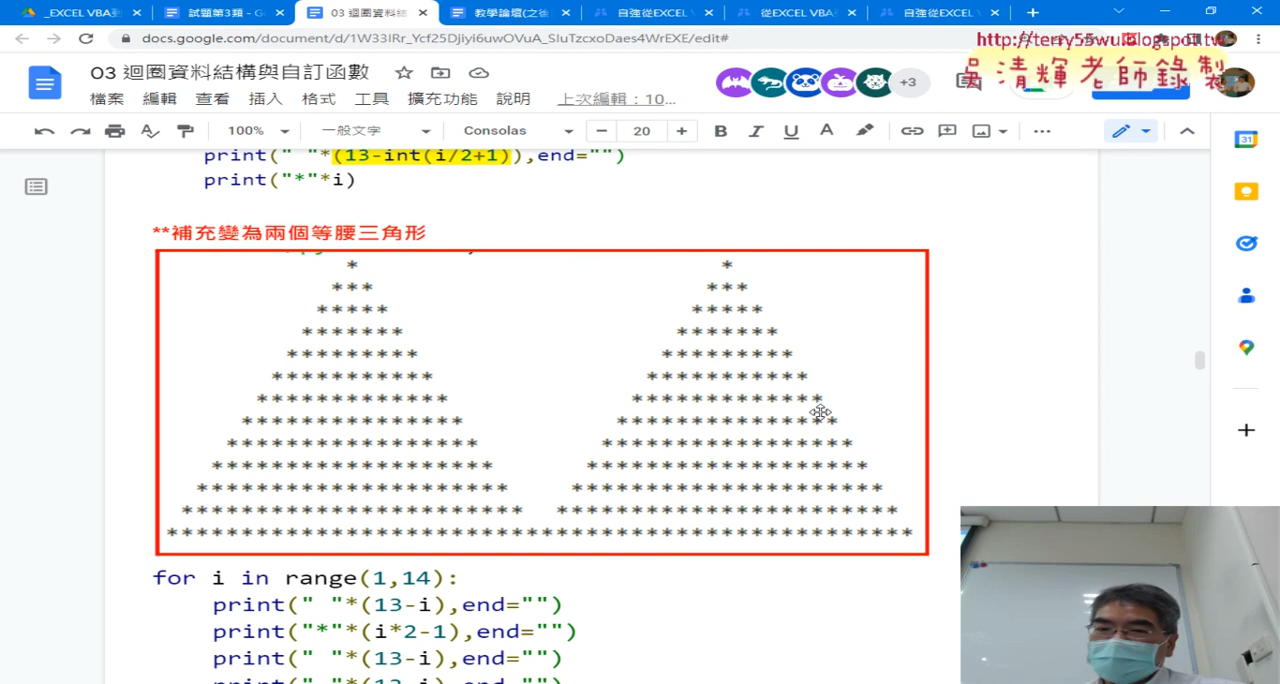 _EXCEL VBA
試題第3類 - G
03 迴圈資料結
教學論壇(之後
自強從EXCEL
從EXCEL VBA
自強從EXCEL
docs.google.com/document/d/1W33IRr_Ycf25Djiyl6uwOVuA_SIuTzcxoDaes4WrEXE/edit#
http://terry55wu.blogspot.tw
吳清輝老師錄製
03 迴圈資料結構與自訂函數
+3
檔案 編輯 查看 插入 格式 工具 擴充功能 說明 上次編輯：10...
100% 一般文字 Consolas − 20 + B I U A
31
print(" "*(13-int(i/2+1)),end="")
print("*"*i)
**補充變為兩個等腰三角形
* *
*** ***
***** *****
******* *******
********* *********
*********** ***********
************* *************
*************** ***************
***************** *****************
******************* *******************
********************* *********************
*********************** ***********************
**************************************************
for i in range(1,14):
print(" "*(13-i),end="")
print("*"*(i*2-1),end="")
print(" "*(13-i),end="")